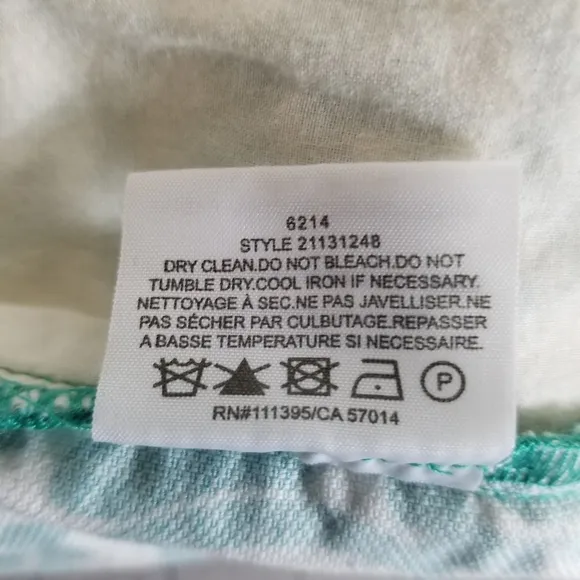 6214
STYLE 21131248
DRY CLEAN.DO NOT BLEACH.DO NOT
TUMBLE DRY.COOL IRON IF NECESSARY.
NETTOYAGE À SEC.NE PAS JAVELLISER.NE
PAS SÉCHER PAR CULBUTAGE.REPASSER
A BASSE TEMPERATURE SI NECESSAIRE.
P
RN#111395/CA 57014